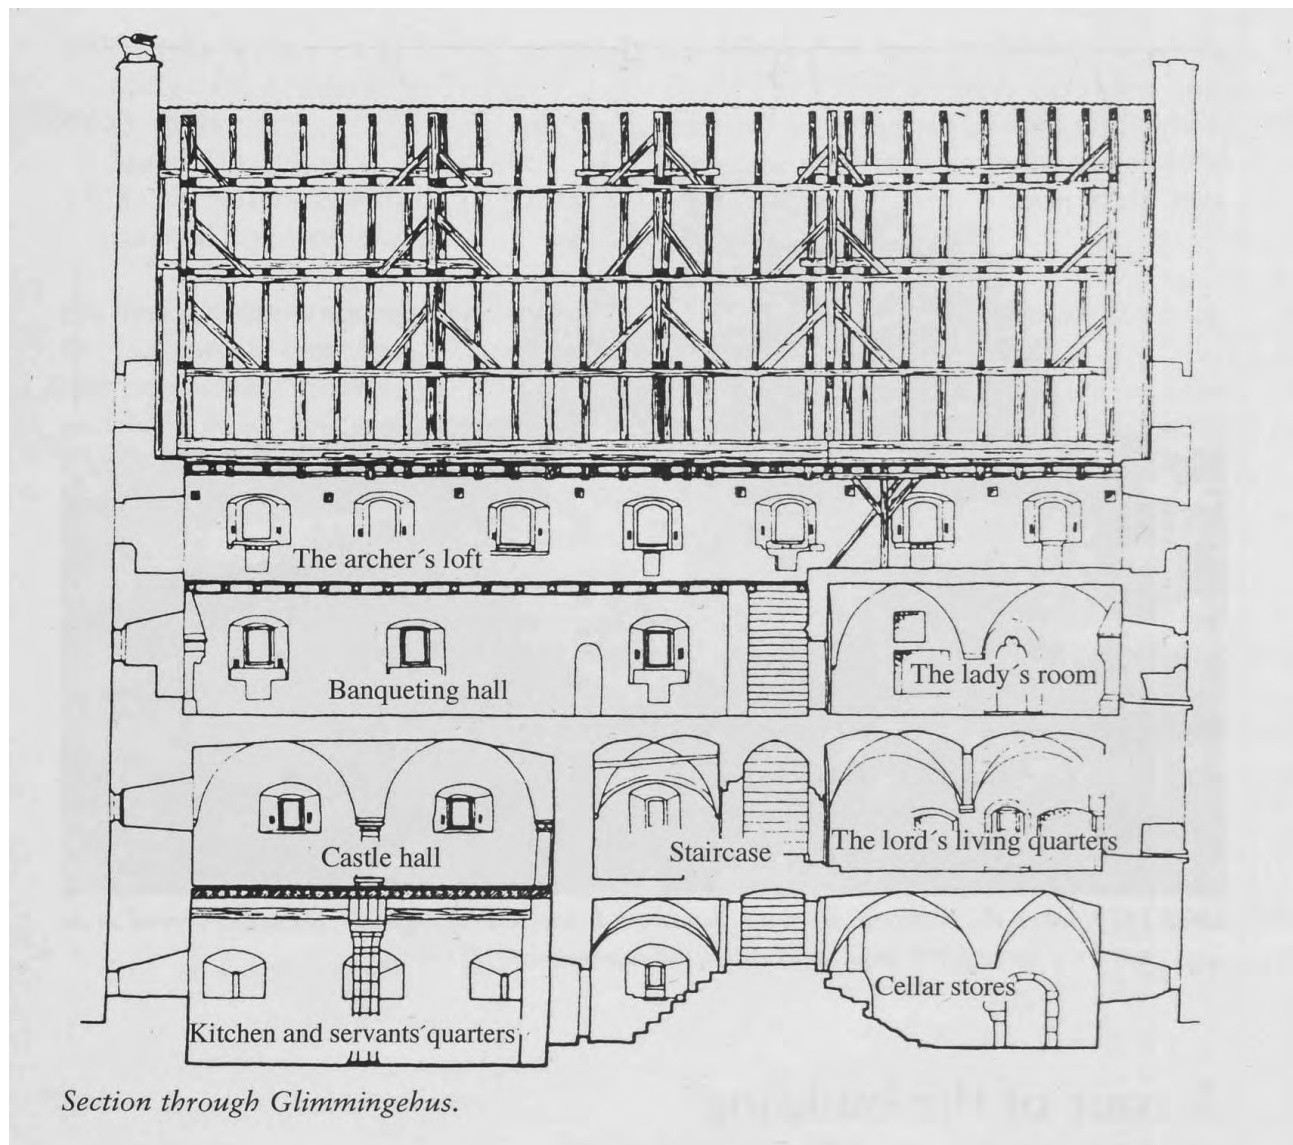 The archer´s loft
Banqueting hall
The lady´s room
Castle hall
Staircase
The lord´s living quarters
Cellar stores
Kitchen and servants´quarters
Section through Glimmingehus.